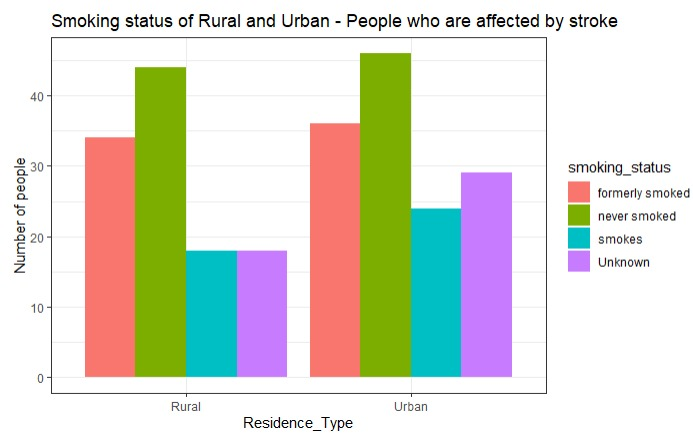 Smoking status of Rural and Urban - People who are affected by stroke
40
30
20
10
0
Number of people
Rural
Urban
Residence_Type
smoking_status
formerly smoked
never smoked
smokes
Unknown